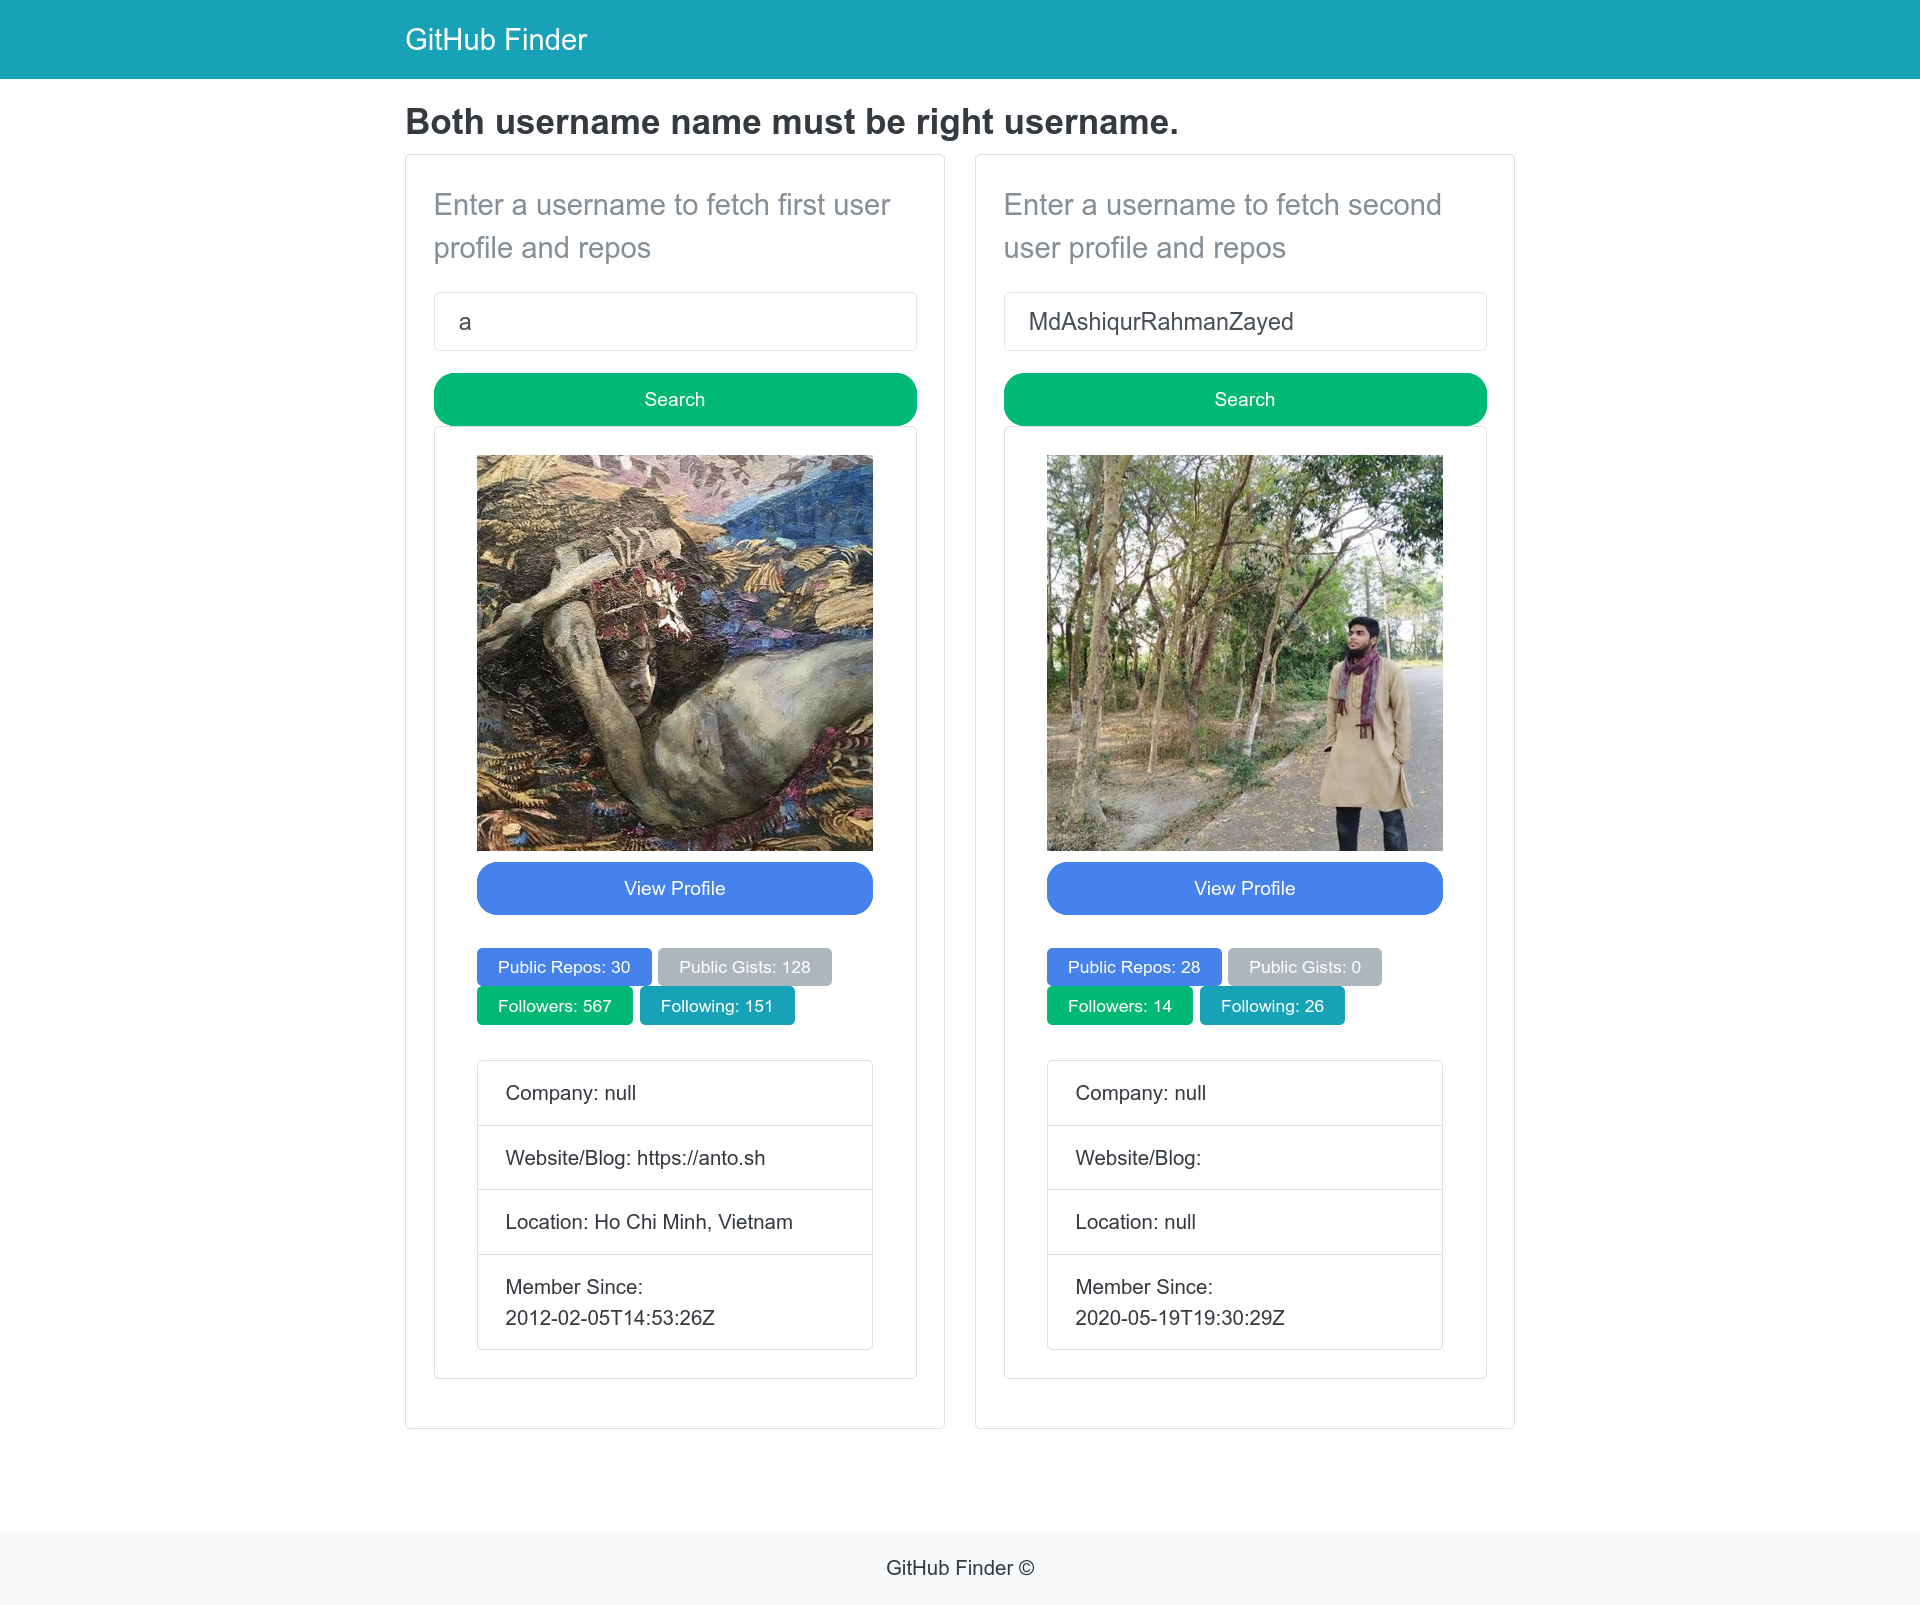 GitHub Finder
Both username name must be right username.
Enter a username to fetch first user
profile and repos
a
Search
View Profile
Public Repos: 30
Public Gists: 128
Followers: 567
Following: 151
Company: null
Website/Blog: https://anto.sh
Location: Ho Chi Minh, Vietnam
Member Since:
2012-02-05T14:53:26Z
Enter a username to fetch second
user profile and repos
MdAshiqurRahmanZayed
Search
View Profile
Public Repos: 28
Public Gists: 0
Followers: 14
Following: 26
Company: null
Website/Blog:
Location: null
Member Since:
2020-05-19T19:30:29Z
GitHub Finder ©